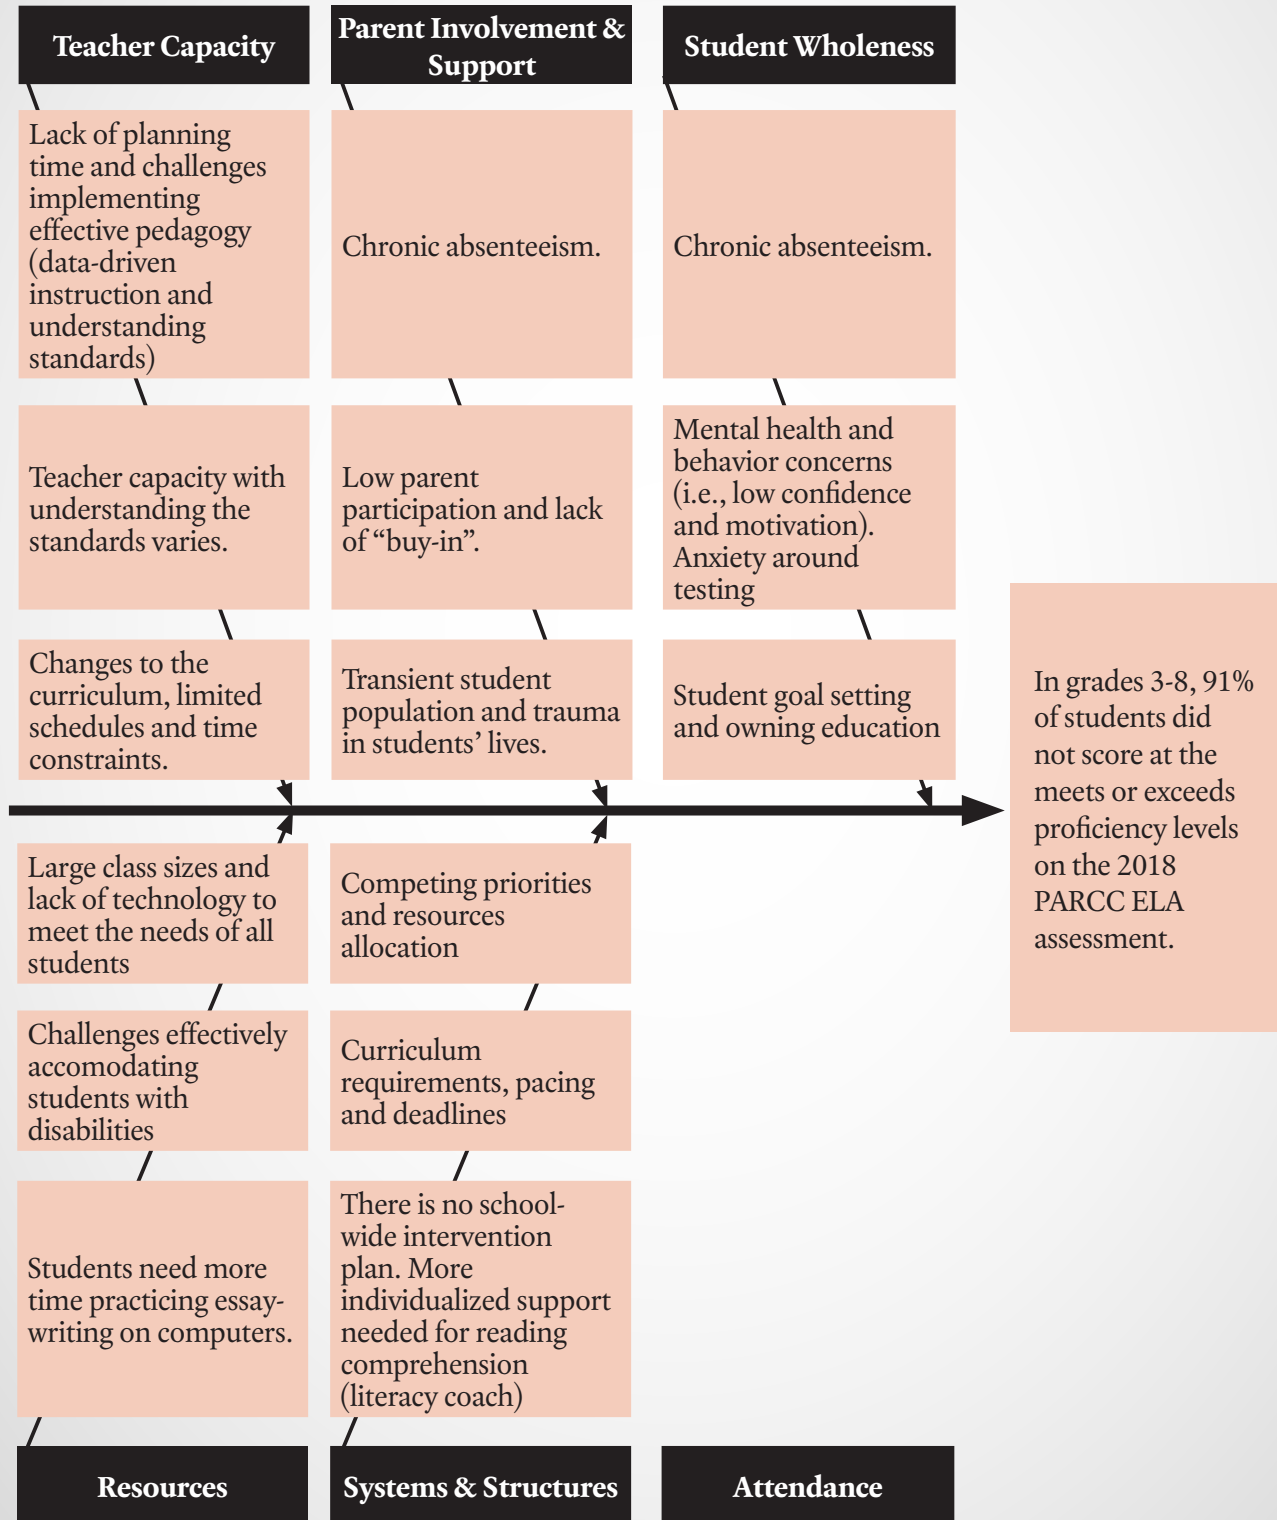 Teacher Capacity
Parent Involvement &
Support
Student Wholeness
Lack of planning
time and challenges
implementing
effective pedagogy
(data-driven
instruction and
understanding
standards)
Chronic absenteeism.
Chronic absenteeism.
Teacher capacity with
understanding the
standards varies.
Low parent
participation and lack
of “buy-in”.
Mental health and
behavior concerns
(i.e., low confidence
and motivation).
Anxiety around
testing
Changes to the
curriculum, limited
schedules and time
constraints.
Transient student
population and trauma
in students’ lives.
Student goal setting
and owning education
In grades 3-8, 91%
of students did
not score at the
meets or exceeds
proficiency levels
on the 2018
PARCC ELA
assessment.
Large class sizes and
lack of technology to
meet the needs of all
students
Competing priorities
and resources
allocation
Challenges effectively
accomodating
students with
disabilities
Curriculum
requirements, pacing
and deadlines
Students need more
time practicing essay-
writing on computers.
There is no school-
wide intervention
plan. More
individualized support
needed for reading
comprehension
(literacy coach)
Resources
Systems & Structures
Attendance